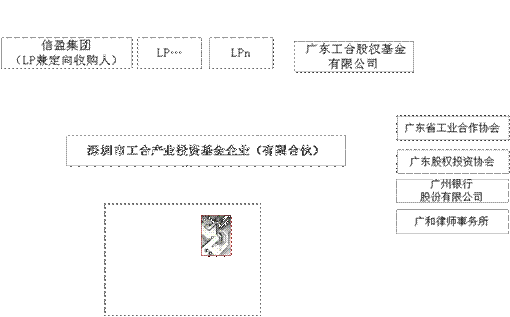 信盈集团
（LP兼定向收购人）
LP…
LPn
广东工合股权基金
有限公司
广东省工业合作协会
深圳市工合产业投资基金企业（有限合伙）
广东股权投资协会
广州银行
股份有限公司
广和律师事务所